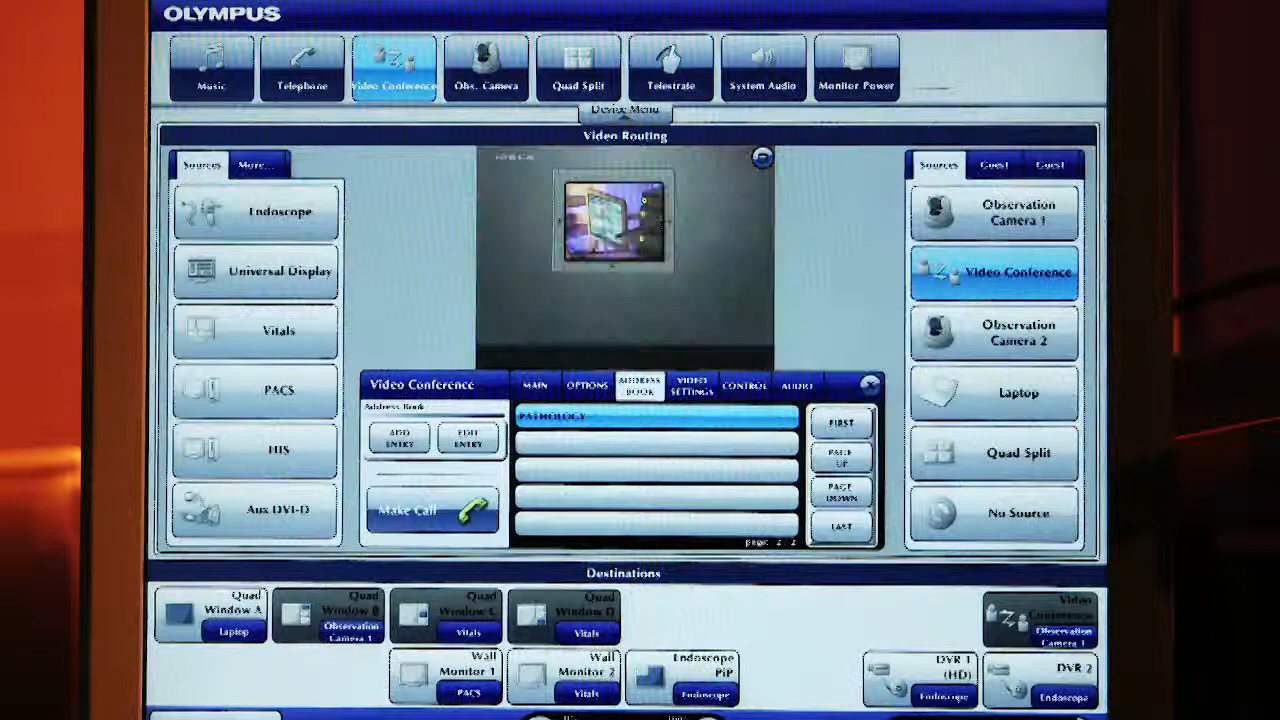 OLYMPUS
Music
Telephone
Video Conference
Obs. Camera
Quad Split
Telestrate
System Audio
Monitor Power
Device Menu
Video Routing
Sources
More...
Sources
Guest
Guest
Endoscope
Universal Display
Vitals
PACS
HIS
Aux DVI-D
Observation
Camera 1
Video Conference
Observation
Camera 2
Laptop
Quad Split
No Source
Video Conference
MAIN
OPTIONS
ADDRESS
BOOK
VIDEO
SETTINGS
CONTROL
AUDIO
Address Book
ADD
ENTRY
EDIT
ENTRY
Make Call
PATHOLOGY
FIRST
PAGE
UP
PAGE
DOWN
LAST
page: 2 / 2
Destinations
Quad
Window A
Laptop
Quad
Window B
Observation
Camera 1
Quad
Window C
Vitals
Quad
Window D
Vitals
Video
Conference
Observation
Camera 1
Wall
Monitor 1
PACS
Wall
Monitor 2
Vitals
Endoscope
PiP
Endoscope
DVR 1
(HD)
Endoscope
DVR 2
Endoscope